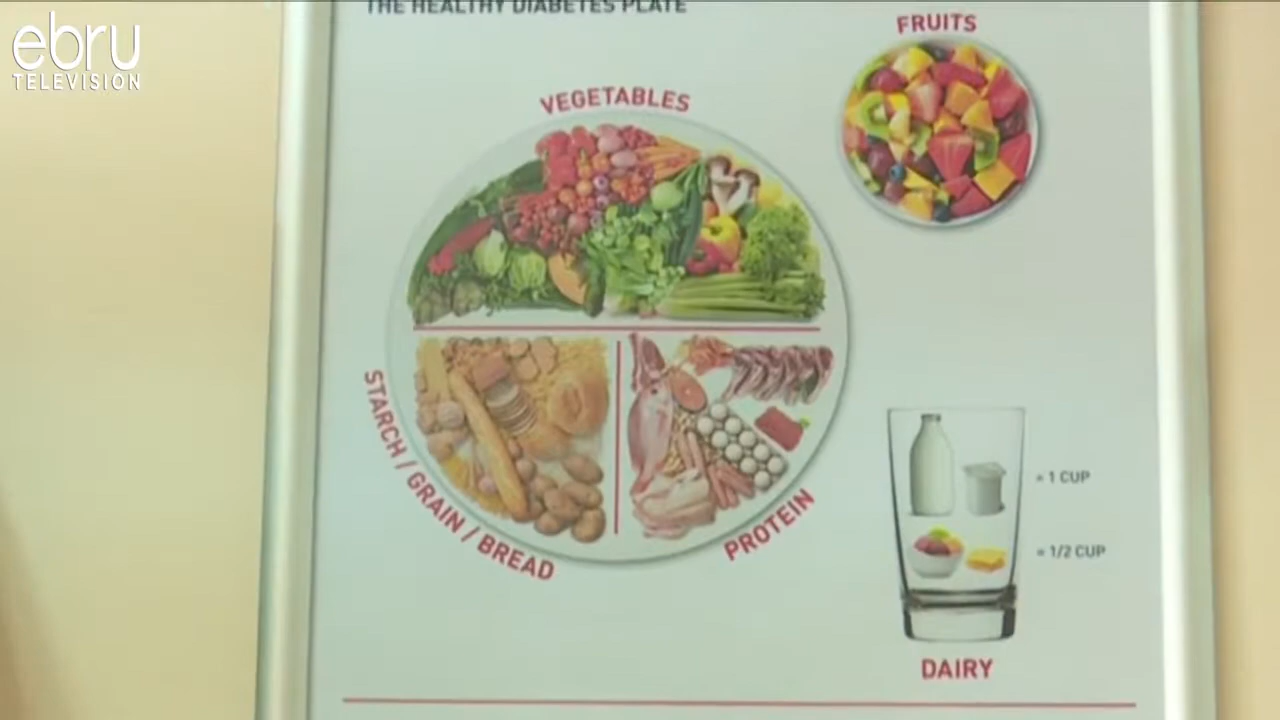 ebru
TELEVISION
THE HEALTHY DIABETES PLATE
FRUITS
VEGETABLES
STARCH / GRAIN / BREAD
PROTEIN
= 1 CUP
= 1/2 CUP
DAIRY